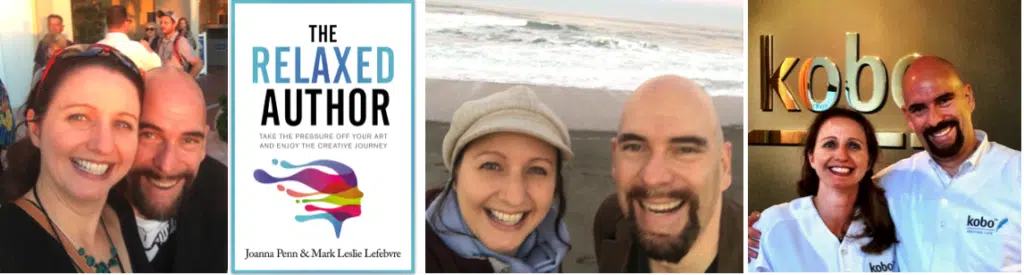 THE
RELAXED
AUTHOR
TAKE THE PRESSURE OFF YOUR ART
AND ENJOY THE CREATIVE JOURNEY
Joanna Penn & Mark Leslie Lefebvre
kobo
kobo
kobo